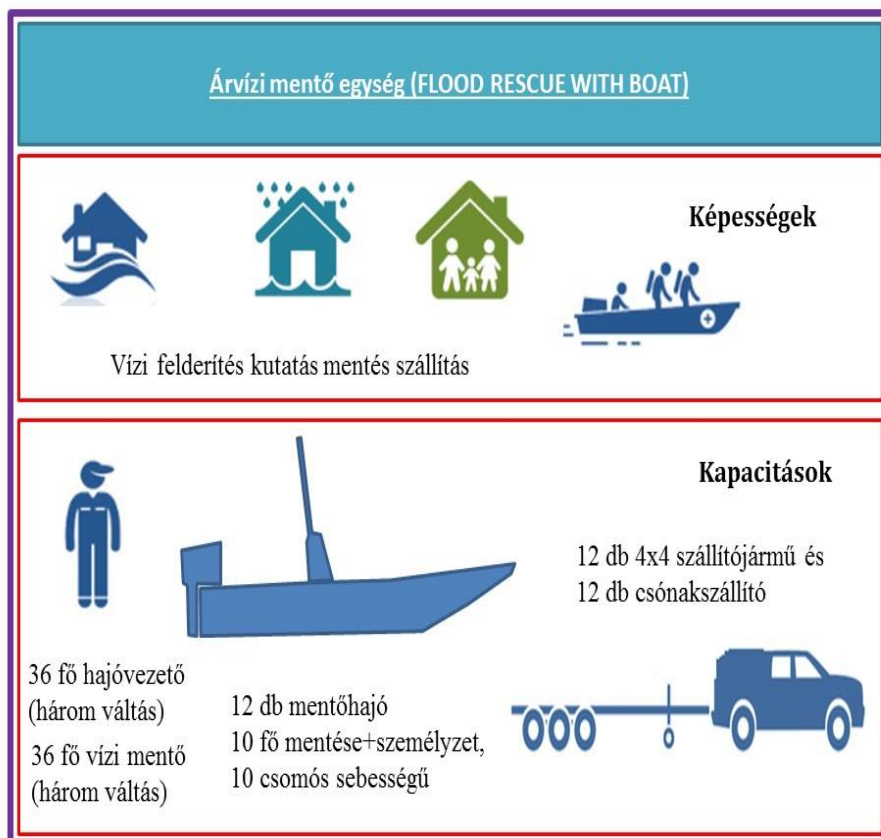 Árvízi mentő egység (FLOOD RESCUE WITH BOAT)
Képességek
Vízi felderítés kutatás mentés szállítás
Kapacitások
12 db 4x4 szállítójármű és
12 db csónakszállító
36 fő hajóvezető
(három váltás)
36 fő vízi mentő
(három váltás)
12 db mentőhajó
10 fő mentése+személyzet,
10 csomós sebességű